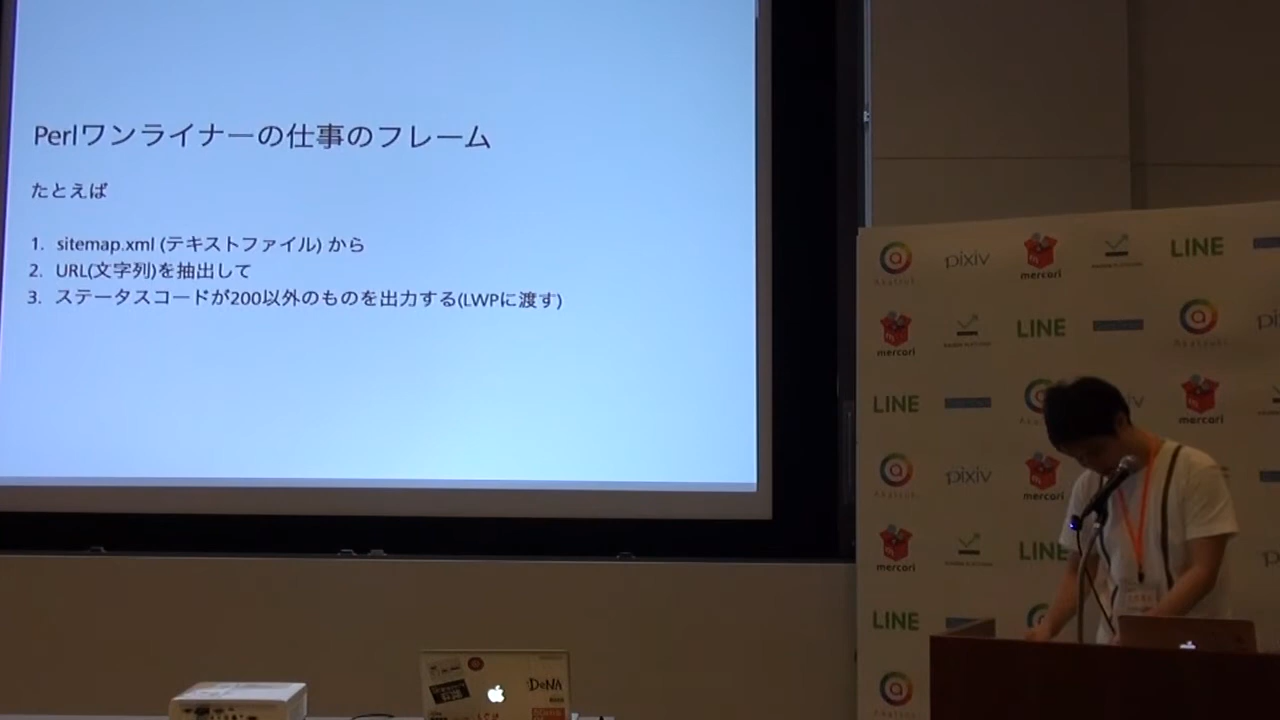 Perlワンライナーの仕事のフレーム
たとえば
1. sitemap.xml (テキストファイル) から
2. URL(文字列)を抽出して
3. ステータスコードが200以外のものを出力する(LWPに渡す)
pixiv mercari LINE
mercari LINE Akatsuki pi
LINE mercari
pixiv mercari
mercari LINE
LINE
DeNA